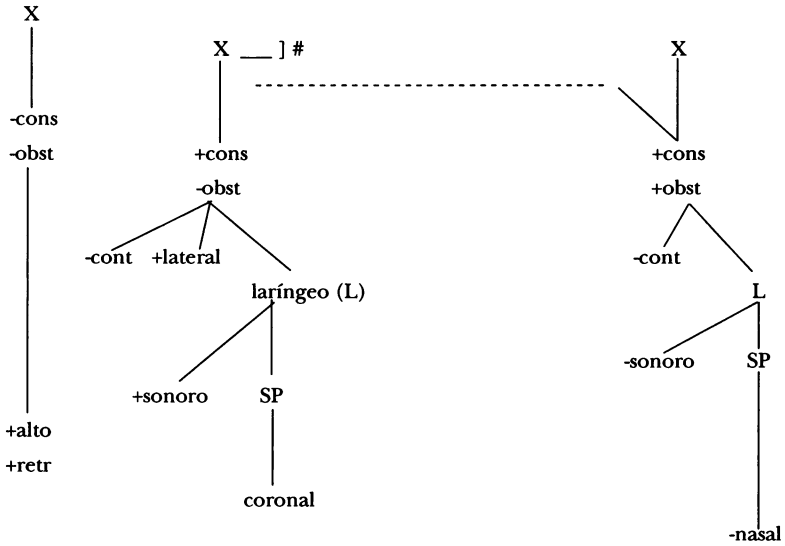 X
-cons
-obst
+alto
+retr
X ___ ] #
+cons
-obst
-cont +lateral
laríngeo (L)
+sonoro SP
coronal
X
+cons
+obst
-cont
L
-sonoro SP
-nasal